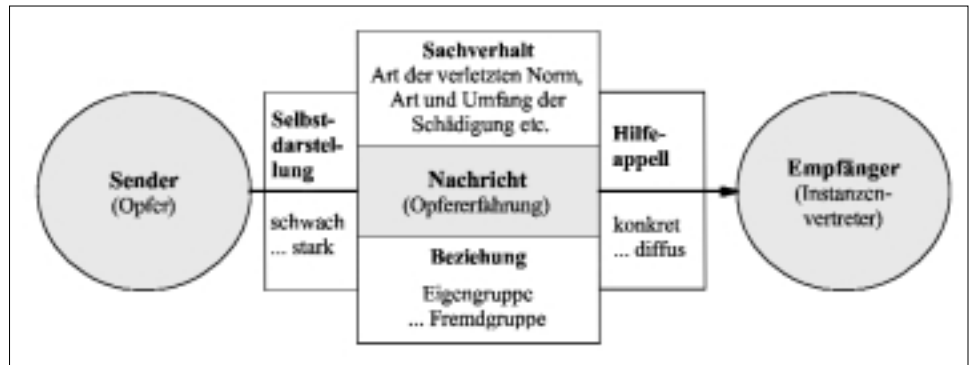 Sender
(Opfer)
Selbst-
darstel-
lung
schwach
... stark
Sachverhalt
Art der verletzten Norm,
Art und Umfang der
Schädigung etc.
Nachricht
(Opfererfahrung)
Beziehung
Eigengruppe
... Fremdgruppe
Hilfe-
appell
konkret
... diffus
Empfänger
(Instanzen-
vertreter)